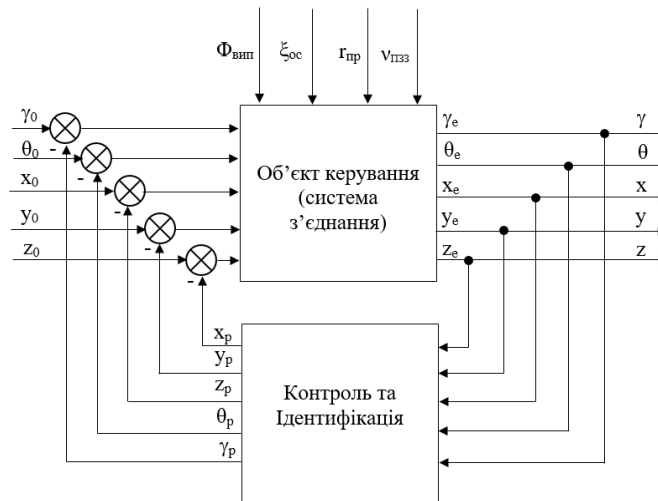 Φвип ξос rпр νпзз
γ0 γe γ
θ0 θe θ
x0 xe x
y0 ye y
z0 ze z
-
-
-
-
-
Об’єкт керування
(система
з’єднання)
xp
yp
zp
θp
γp
Контроль та
Ідентифікація